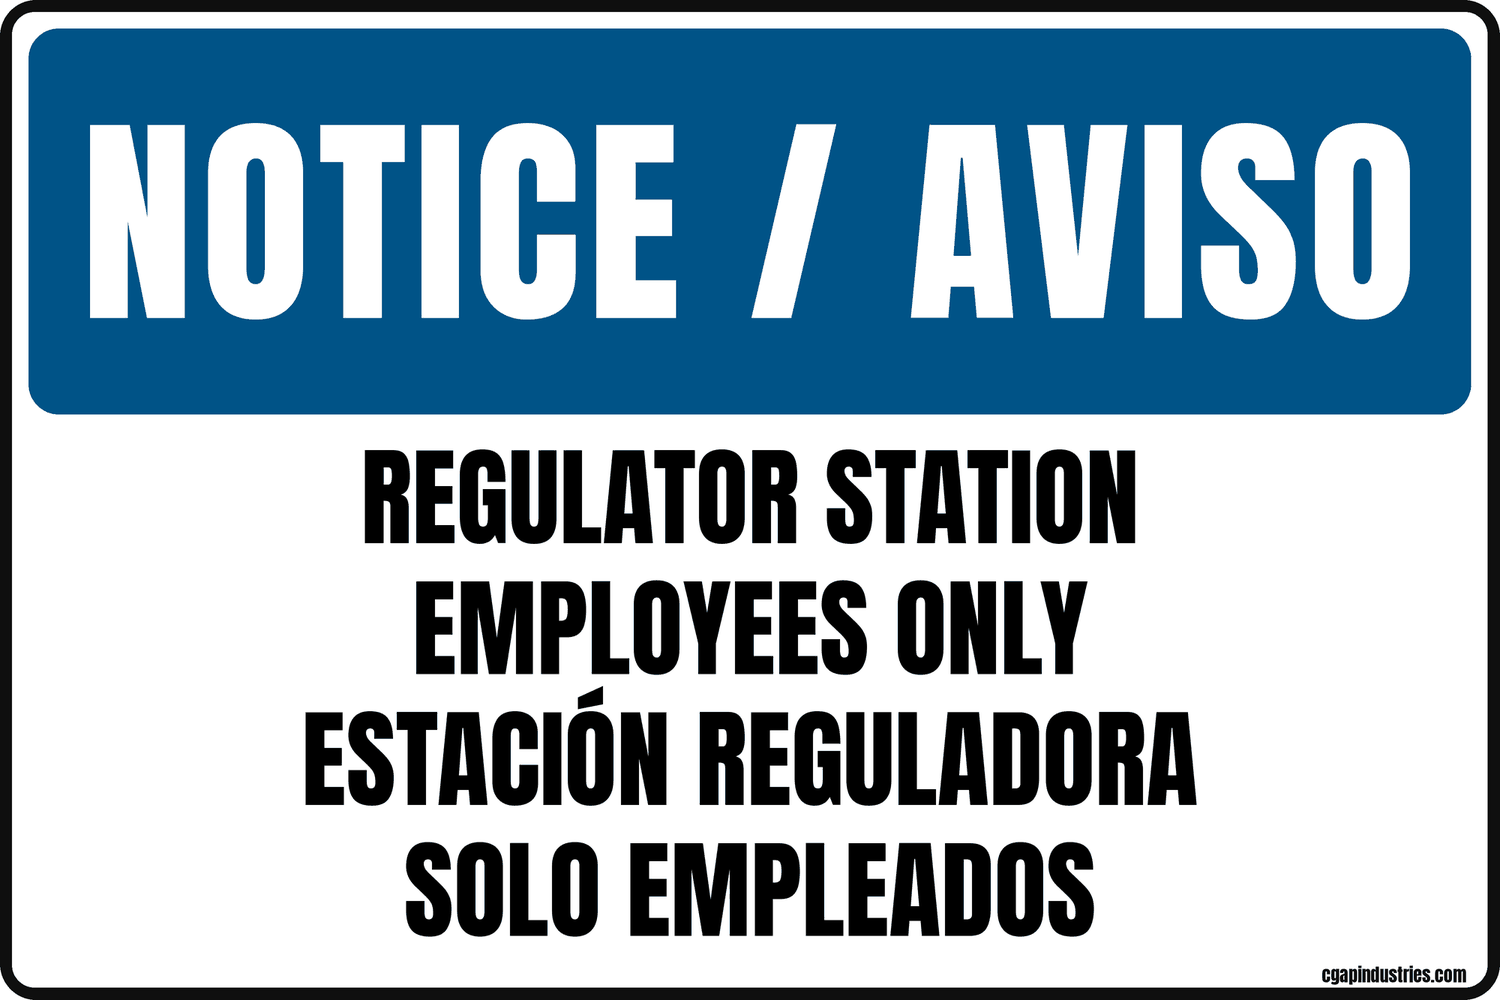 NOTICE / AVISO
REGULATOR STATION
EMPLOYEES ONLY
ESTACIÓN REGULADORA
SOLO EMPLEADOS
cgapindustries.com